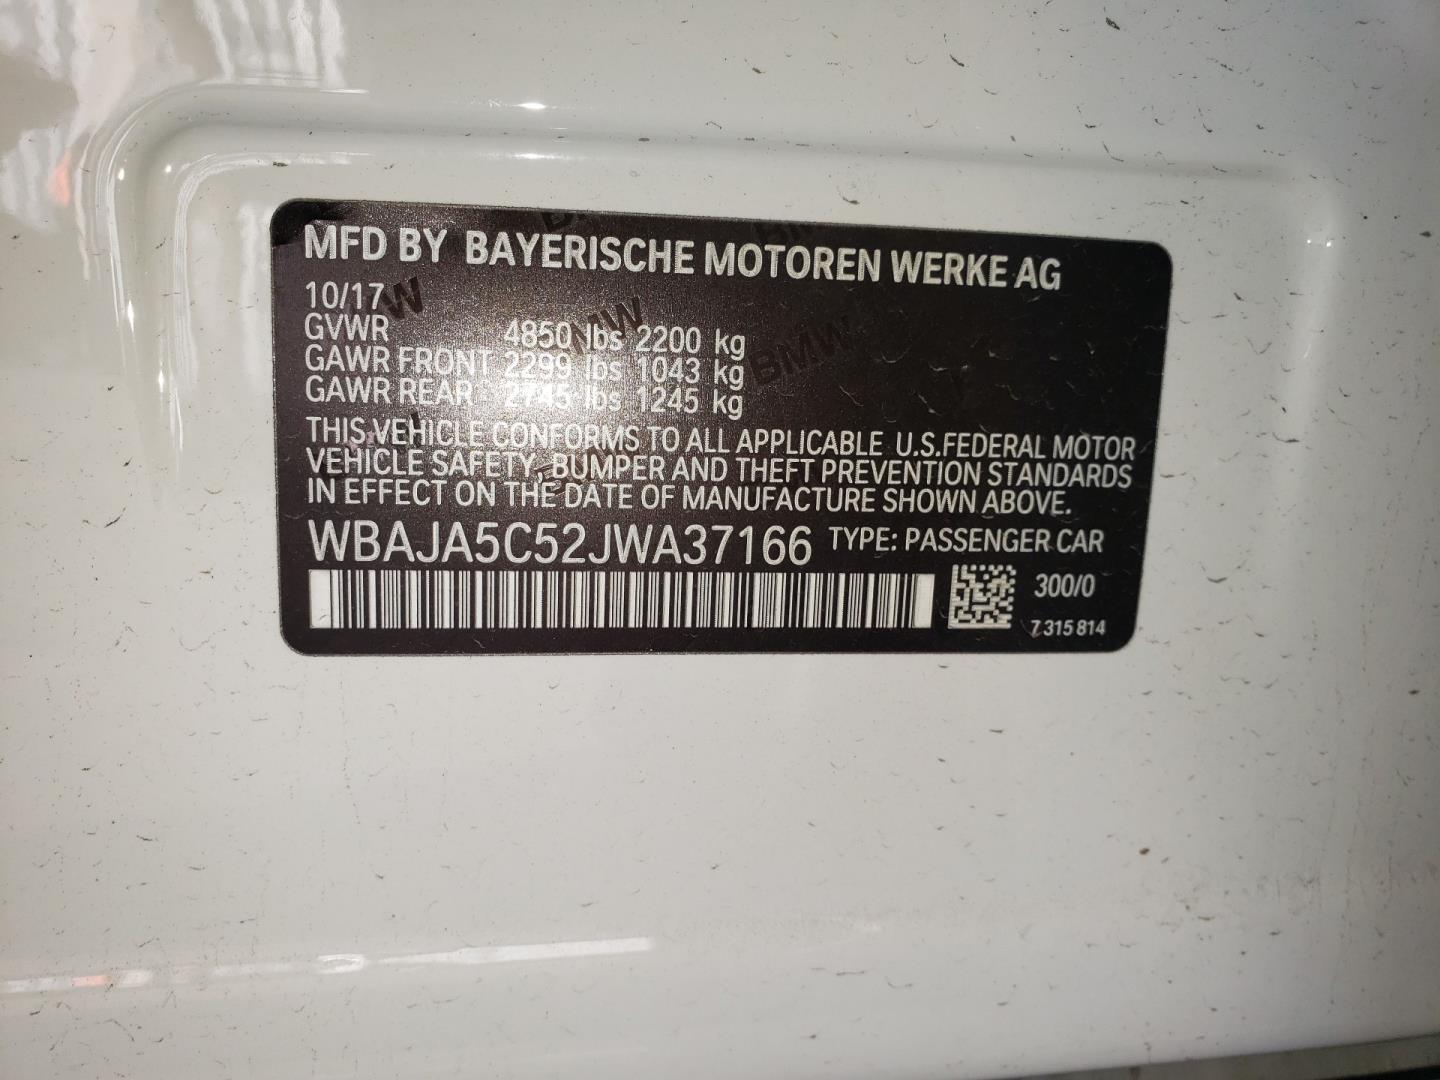 MFD BY BAYERISCHE MOTOREN WERKE AG
10/17
GVWR 4850 lbs 2200 kg
GAWR FRONT 2299 lbs 1043 kg
GAWR REAR 2745 lbs 1245 kg
THIS VEHICLE CONFORMS TO ALL APPLICABLE U.S.FEDERAL MOTOR
VEHICLE SAFETY, BUMPER AND THEFT PREVENTION STANDARDS
IN EFFECT ON THE DATE OF MANUFACTURE SHOWN ABOVE.
WBAJA5C52JWA37166 TYPE: PASSENGER CAR
300/0
7 315 814